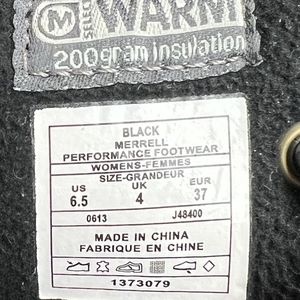 M SELECT WARM
200gram insulation
BLACK
MERRELL
PERFORMANCE FOOTWEAR
WOMENS-FEMMES
SIZE-GRANDEUR
US UK EUR
6.5 4 37
0613 J48400
MADE IN CHINA
FABRIQUE EN CHINE
1373079